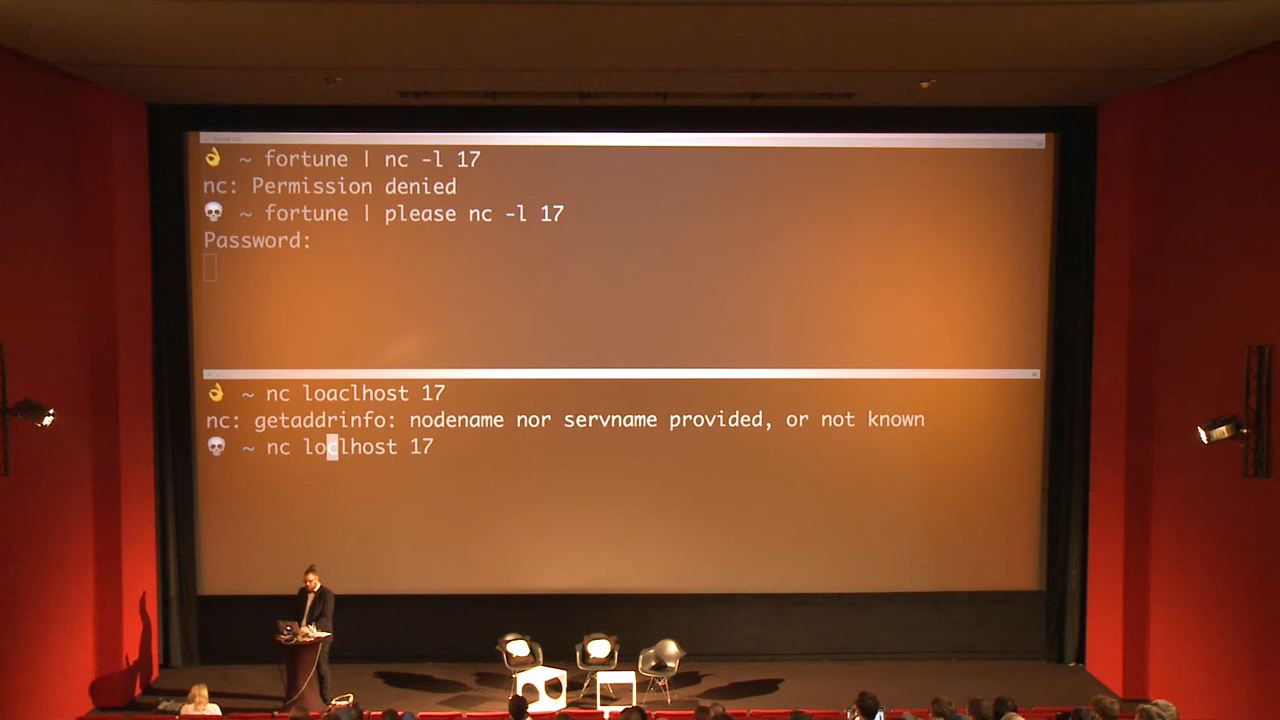 👌 ~ fortune | nc -l 17
nc: Permission denied
💀 ~ fortune | please nc -l 17
Password:
👌 ~ nc loaclhost 17
nc: getaddrinfo: nodename nor servname provided, or not known
💀 ~ nc loclhost 17